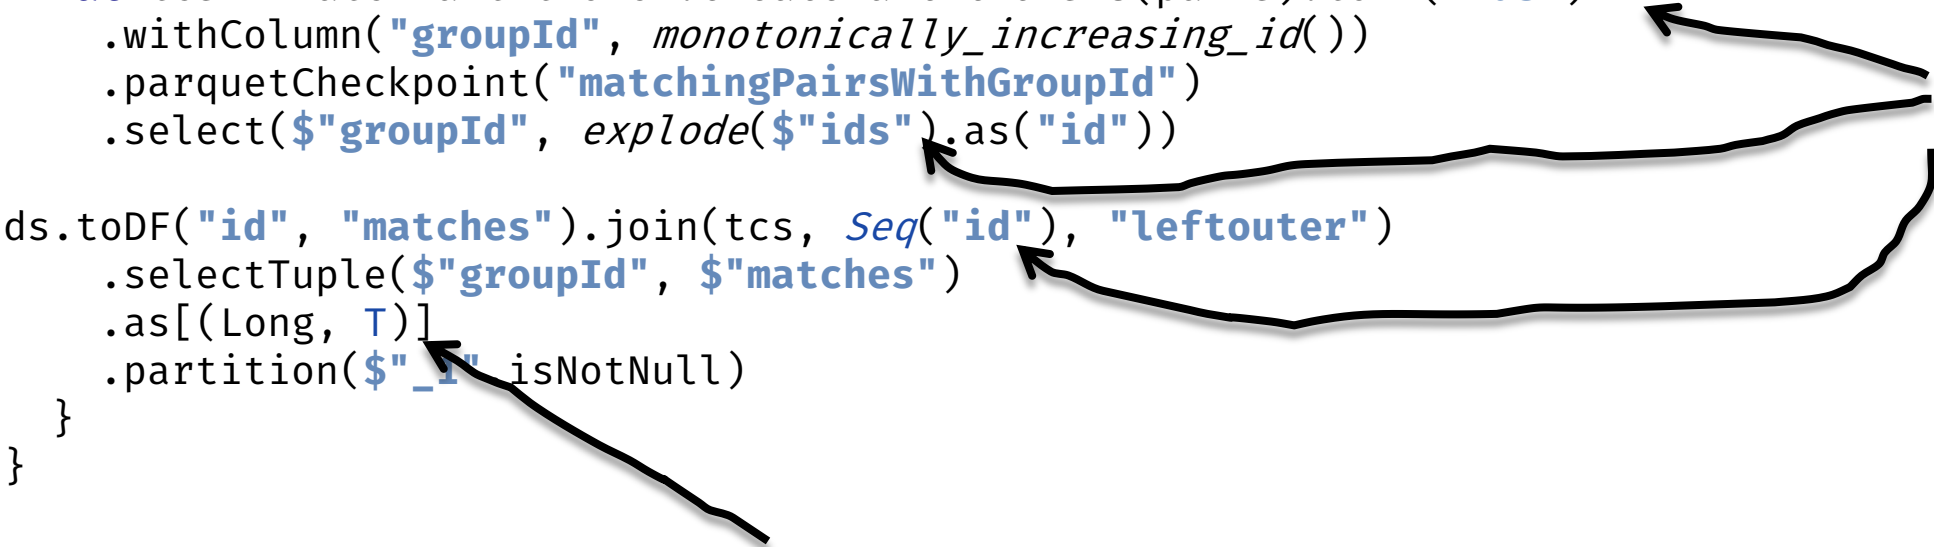 .withColumn("groupId", monotonically_increasing_id())
.parquetCheckpoint("matchingPairsWithGroupId")
.select($"groupId", explode($"ids").as("id"))
ds.toDF("id", "matches").join(tcs, Seq("id"), "leftouter")
.selectTuple($"groupId", $"matches")
.as[(Long, T)]
.partition($"_1".isNotNull)
}
}